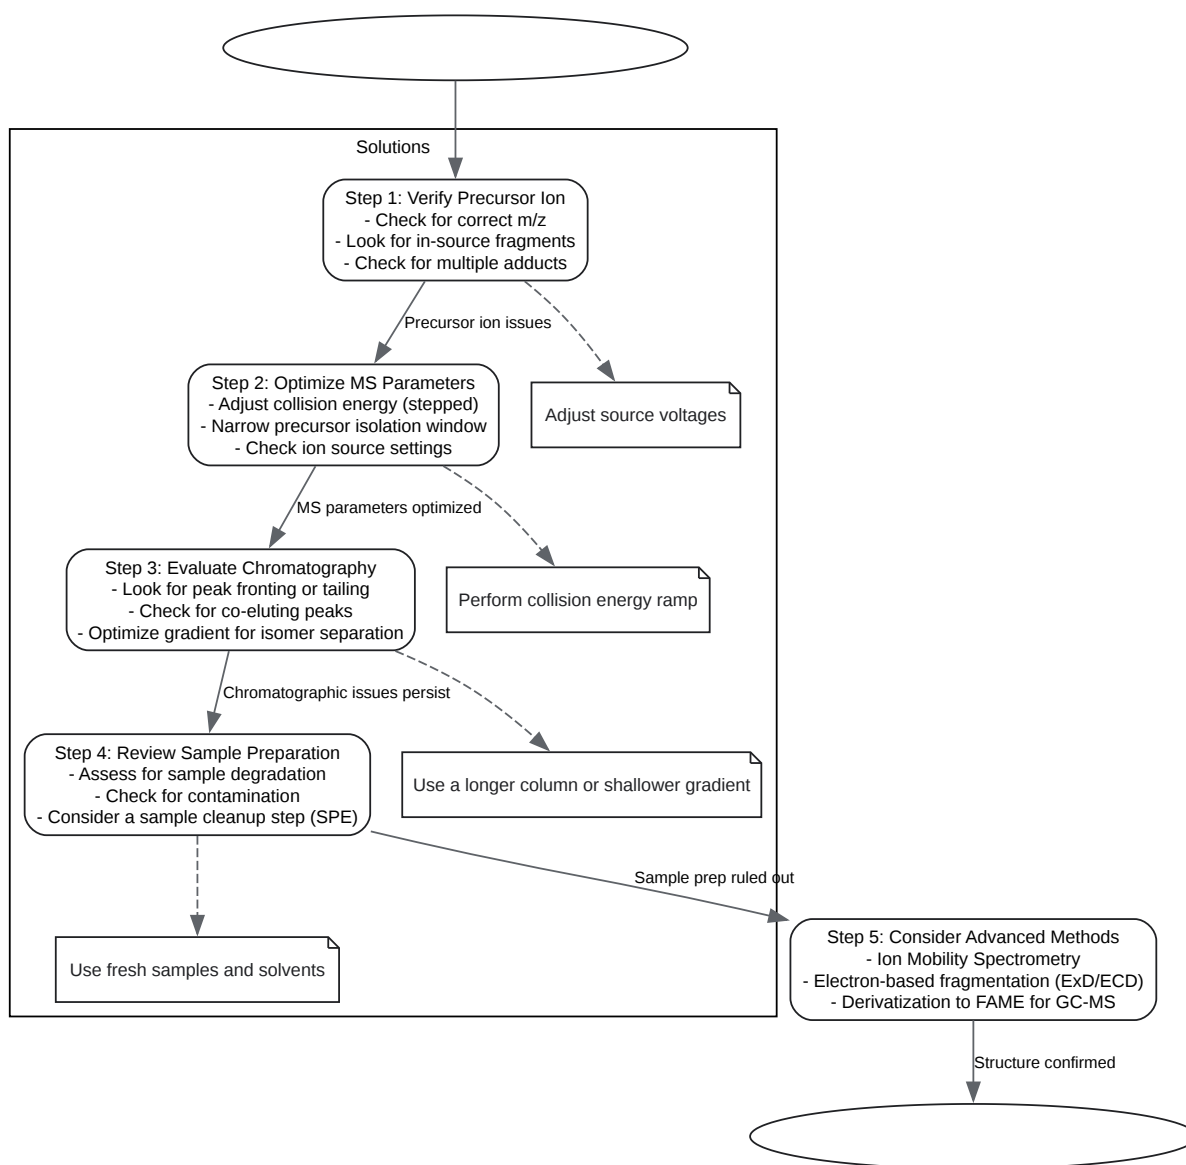 Solutions
Step 1: Verify Precursor Ion
- Check for correct m/z
- Look for in-source fragments
- Check for multiple adducts
Precursor ion issues
Step 2: Optimize MS Parameters
- Adjust collision energy (stepped)
- Narrow precursor isolation window
- Check ion source settings
Adjust source voltages
MS parameters optimized
Step 3: Evaluate Chromatography
- Look for peak fronting or tailing
- Check for co-eluting peaks
- Optimize gradient for isomer separation
Perform collision energy ramp
Chromatographic issues persist
Step 4: Review Sample Preparation
- Assess for sample degradation
- Check for contamination
- Consider a sample cleanup step (SPE)
Use a longer column or shallower gradient
Sample prep ruled out
Step 5: Consider Advanced Methods
- Ion Mobility Spectrometry
- Electron-based fragmentation (ExD/ECD)
- Derivatization to FAME for GC-MS
Use fresh samples and solvents
Structure confirmed